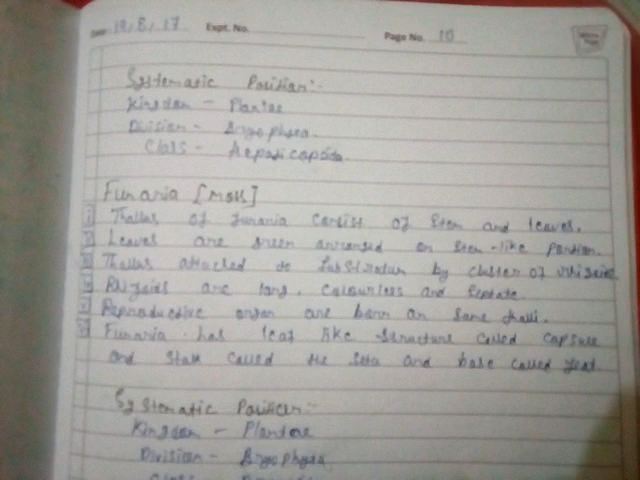 Date 19.8.17 Expt. No. Page No. 10
Systematic Position:-
Kingdom - Plantae
Division - Bryophyta.
Class - Hepaticopsida.
Funaria [Moss]
1 Thallus of funaria consist of stem and leaves.
2 Leaves are green arranged on stem-like portion.
3 Thallus attached to substratum by cluster of rhizoids
4 Rhizoids are long, colourless and septate.
5 Reproductive organ are born on same thalli.
6 Funaria has leaf like structure called capsule
and stalk called the seta and base called foot
Systematic Position:-
Kingdom - Plantae
Division - Bryophyta
Class -